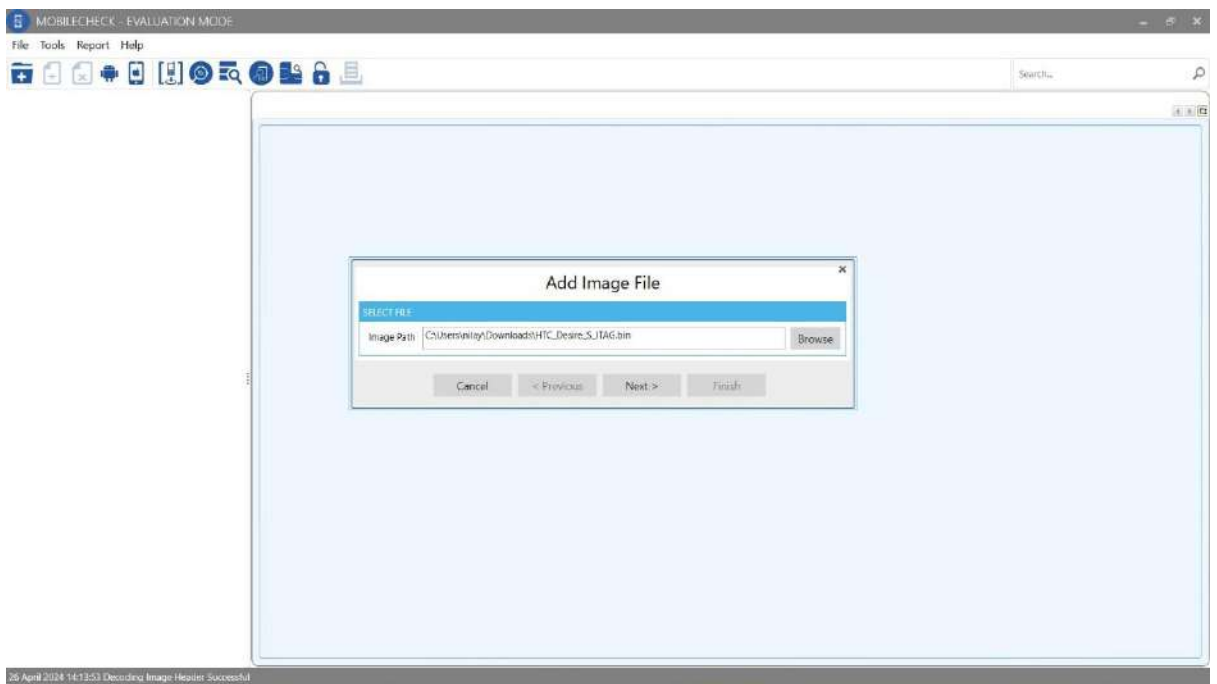 MOBILECHECK - EVALUATION MODE
File Tools Report Help
Search...
Add Image File
SELECT FILE
Image Path C:\Users\nitay\Downloads\HTC_Desire_S_JTAG.bin Browse
Cancel < Previous Next > Finish
26 April 2024 14:13:53 Decoding Image Header Successful